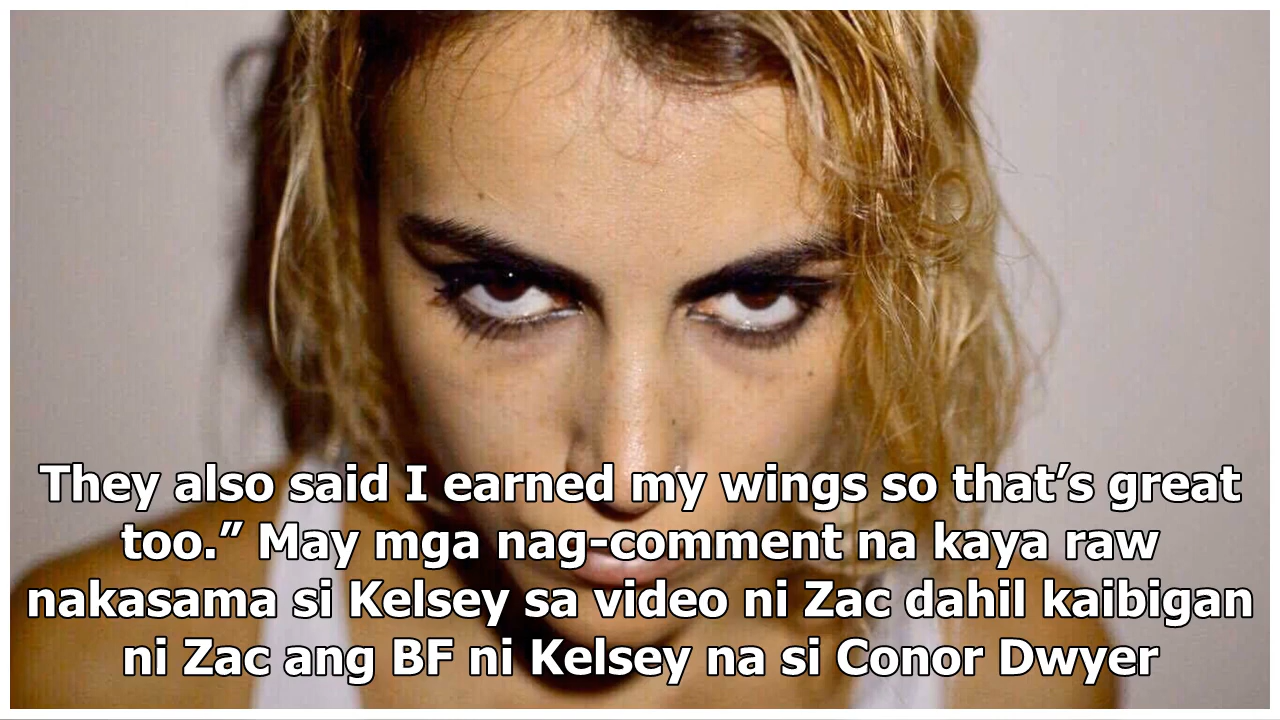 They also said I earned my wings so that’s great
too.” May mga nag-comment na kaya raw
nakasama si Kelsey sa video ni Zac dahil kaibigan
ni Zac ang BF ni Kelsey na si Conor Dwyer